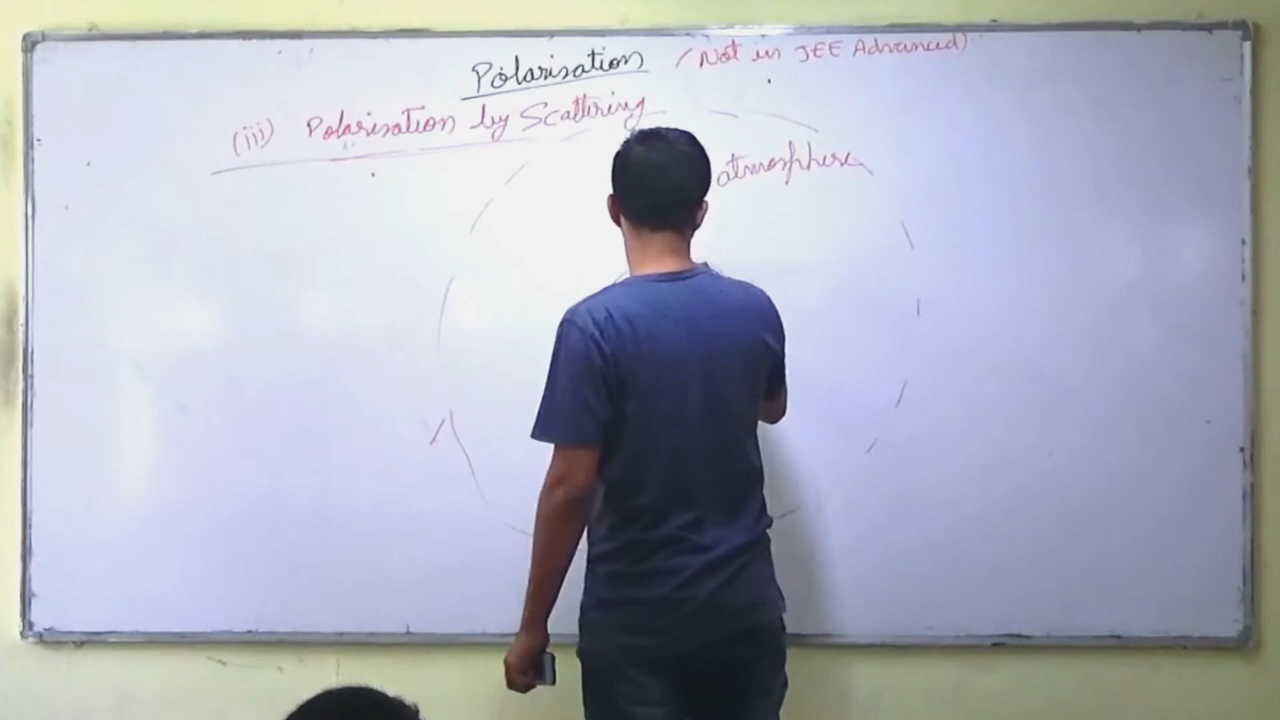 Polarisation (Not in JEE Advanced)
(iii) Polarisation by Scattering
atmosphere